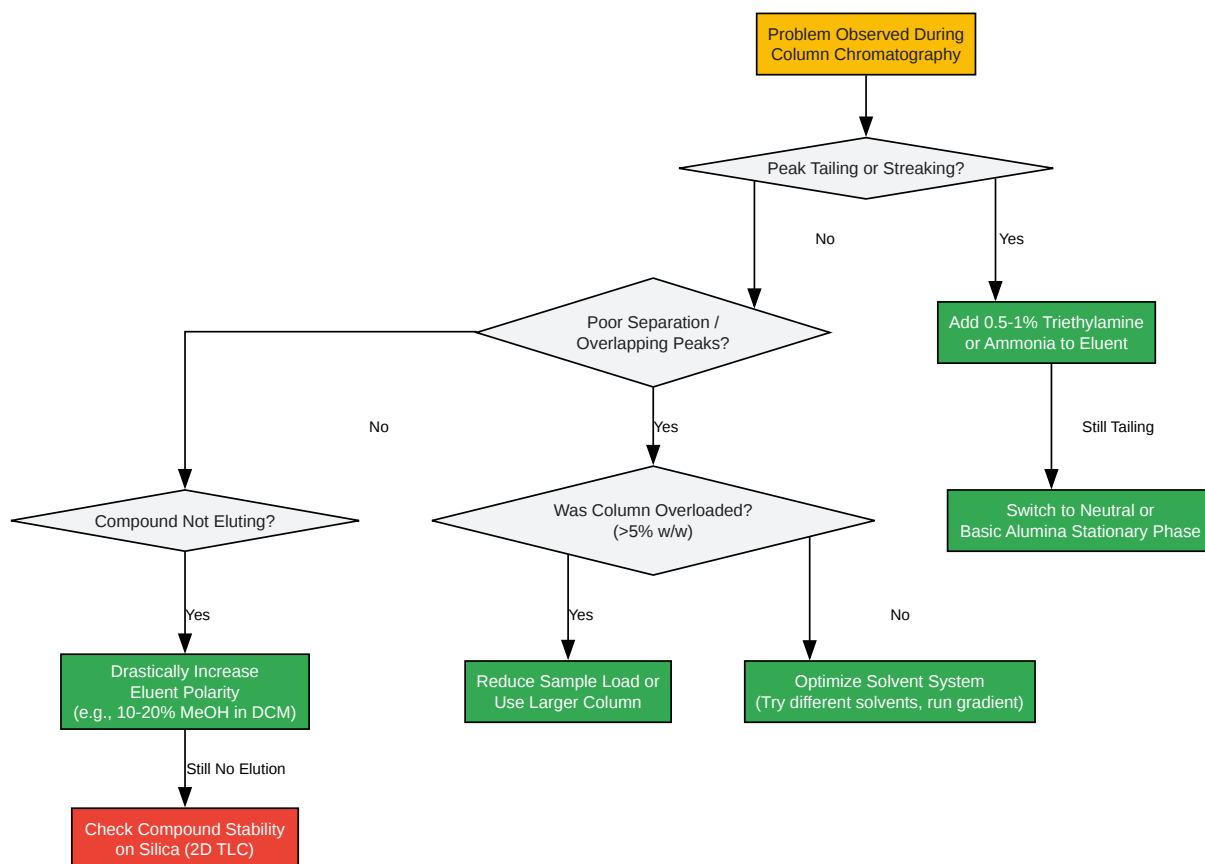 Problem Observed During
Column Chromatography
Peak Tailing or Streaking?
No
Yes
Poor Separation /
Overlapping Peaks?
Add 0.5-1% Triethylamine
or Ammonia to Eluent
No
Yes
Still Tailing
Compound Not Eluting?
Was Column Overloaded?
(>5% w/w)
Switch to Neutral or
Basic Alumina Stationary Phase
Yes
Yes
No
Drastically Increase
Eluent Polarity
(e.g., 10-20% MeOH in DCM)
Reduce Sample Load or
Use Larger Column
Optimize Solvent System
(Try different solvents, run gradient)
Still No Elution
Check Compound Stability
on Silica (2D TLC)